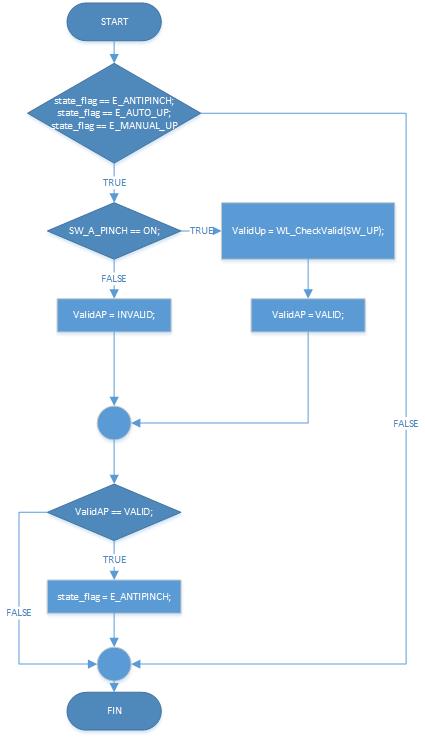 START
state_flag == E_ANTIPINCH;
state_flag == E_AUTO_UP;
state_flag == E_MANUAL_UP
TRUE
SW_A_PINCH == ON;
TRUE
ValidUp = WL_CheckValid(SW_UP);
FALSE
ValidAP = INVALID;
ValidAP = VALID;
FALSE
ValidAP == VALID;
TRUE
state_flag = E_ANTIPINCH;
FALSE
FIN